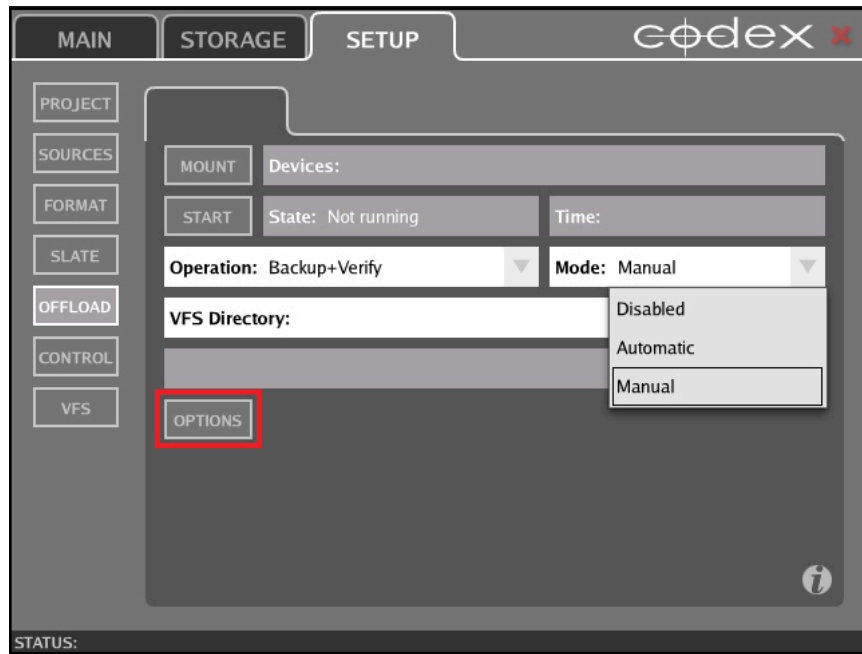 MAIN STORAGE SETUP codex
PROJECT
SOURCES
FORMAT
SLATE
OFFLOAD
CONTROL
VFS
MOUNT Devices:
START State: Not running Time:
Operation: Backup+Verify Mode: Manual
VFS Directory:
Disabled
Automatic
Manual
OPTIONS
i
STATUS: